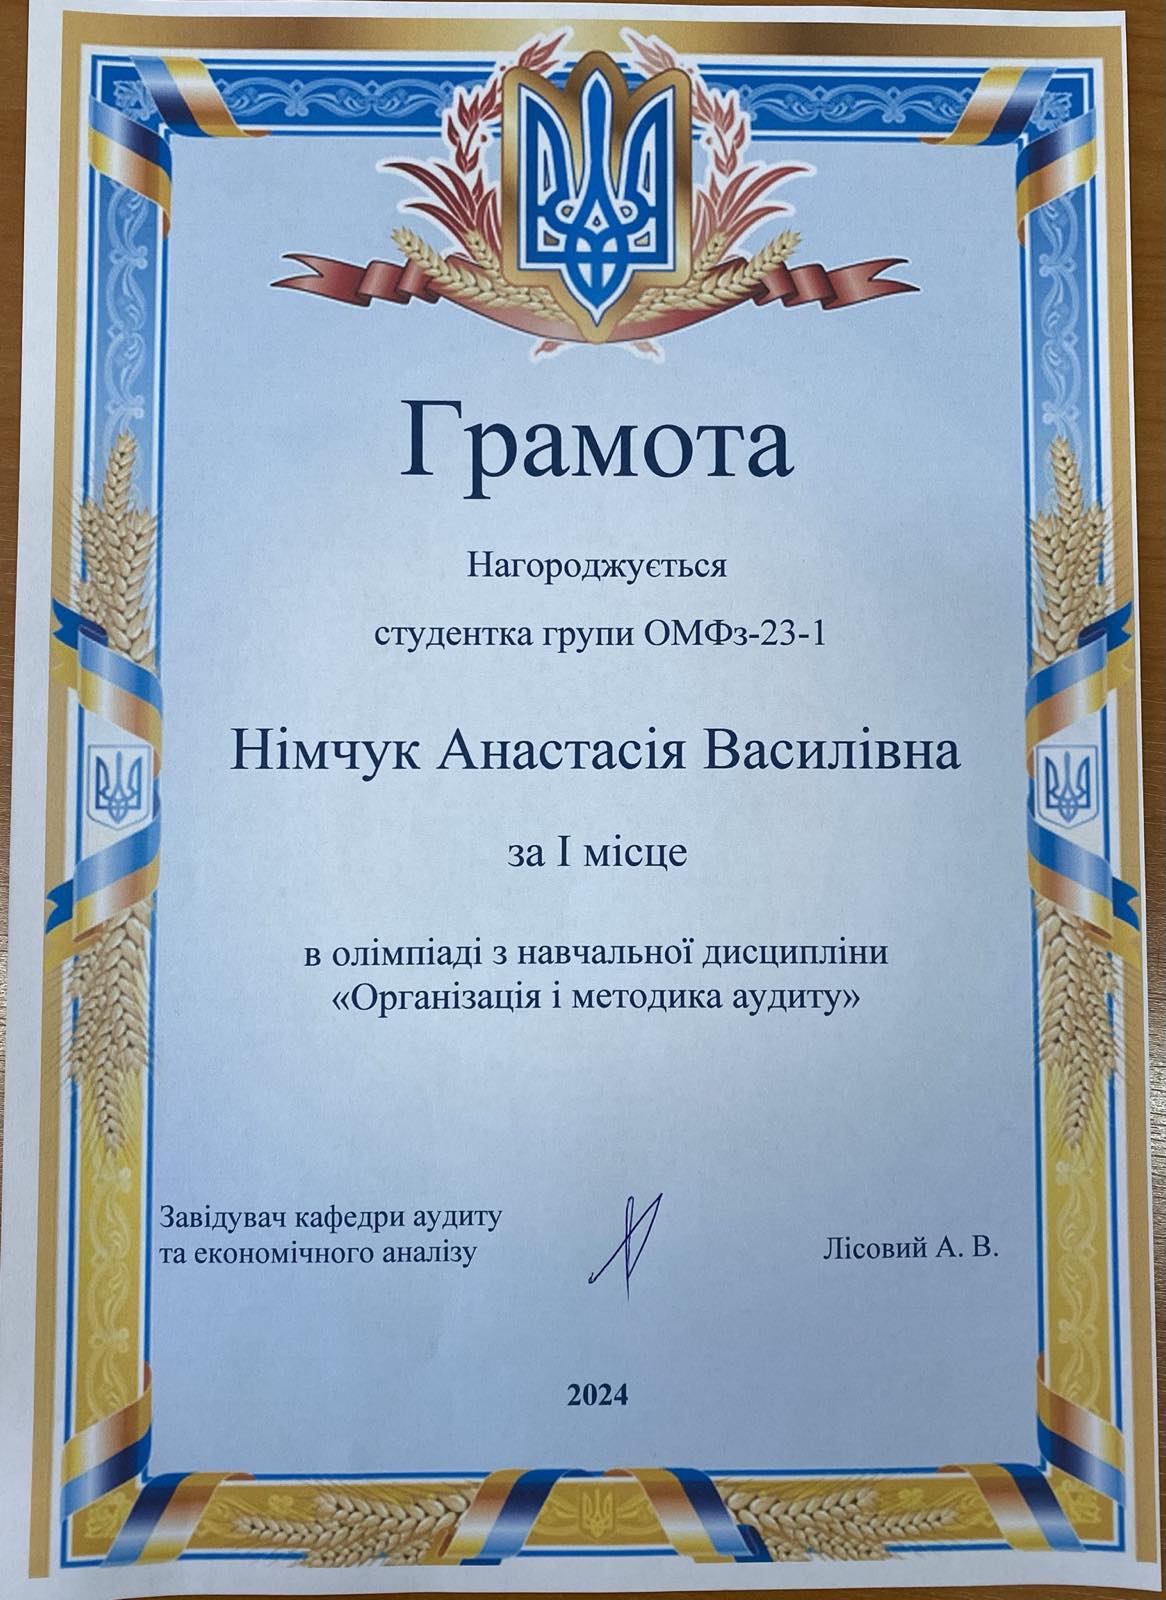 Грамота
Нагороджується
студентка групи ОМФз-23-1
Німчук Анастасія Василівна
за І місце
в олімпіаді з навчальної дисципліни
«Організація і методика аудиту»
Завідувач кафедри аудиту
та економічного аналізу
Лісовий А. В.
2024